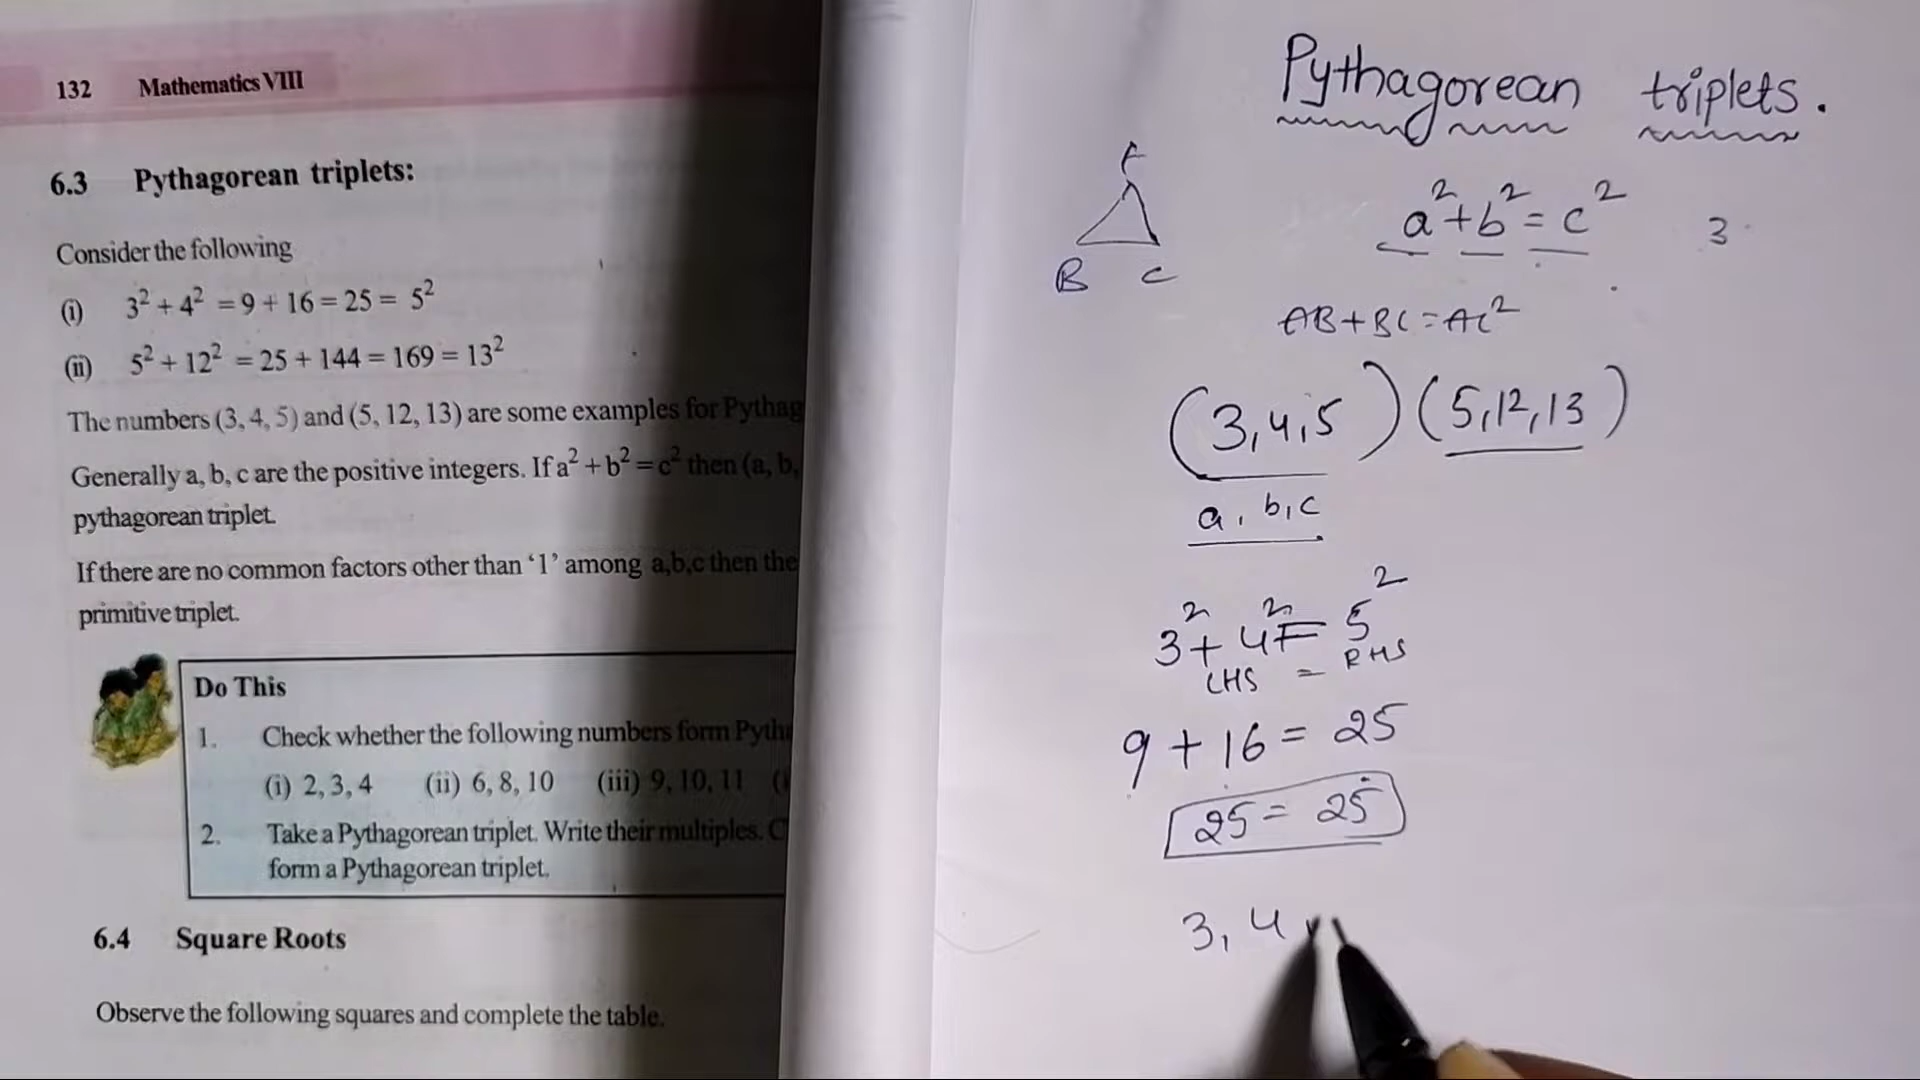 132 Mathematics VIII
6.3 Pythagorean triplets:
Consider the following
(i) 3² + 4² = 9 + 16 = 25 = 5²
(ii) 5² + 12² = 25 + 144 = 169 = 13²
The numbers (3, 4, 5) and (5, 12, 13) are some examples for Pythag
Generally a, b, c are the positive integers. If a² + b² = c² then (a, b,
pythagorean triplet.
If there are no common factors other than ‘1’ among a,b,c then the
primitive triplet.
Do This
1. Check whether the following numbers form Pyth
(i) 2, 3, 4 (ii) 6, 8, 10 (iii) 9, 10, 11 (
2. Take a Pythagorean triplet. Write their multiples. C
form a Pythagorean triplet.
6.4 Square Roots
Observe the following squares and complete the table.
Pythagorean triplets.
a² + b² = c² 3
B C
AB + BC = AC²
(3, 4, 5) (5, 12, 13)
a, b, c
3² + 4² = 5²
LHS = RHS
9 + 16 = 25
25 = 25
3, 4